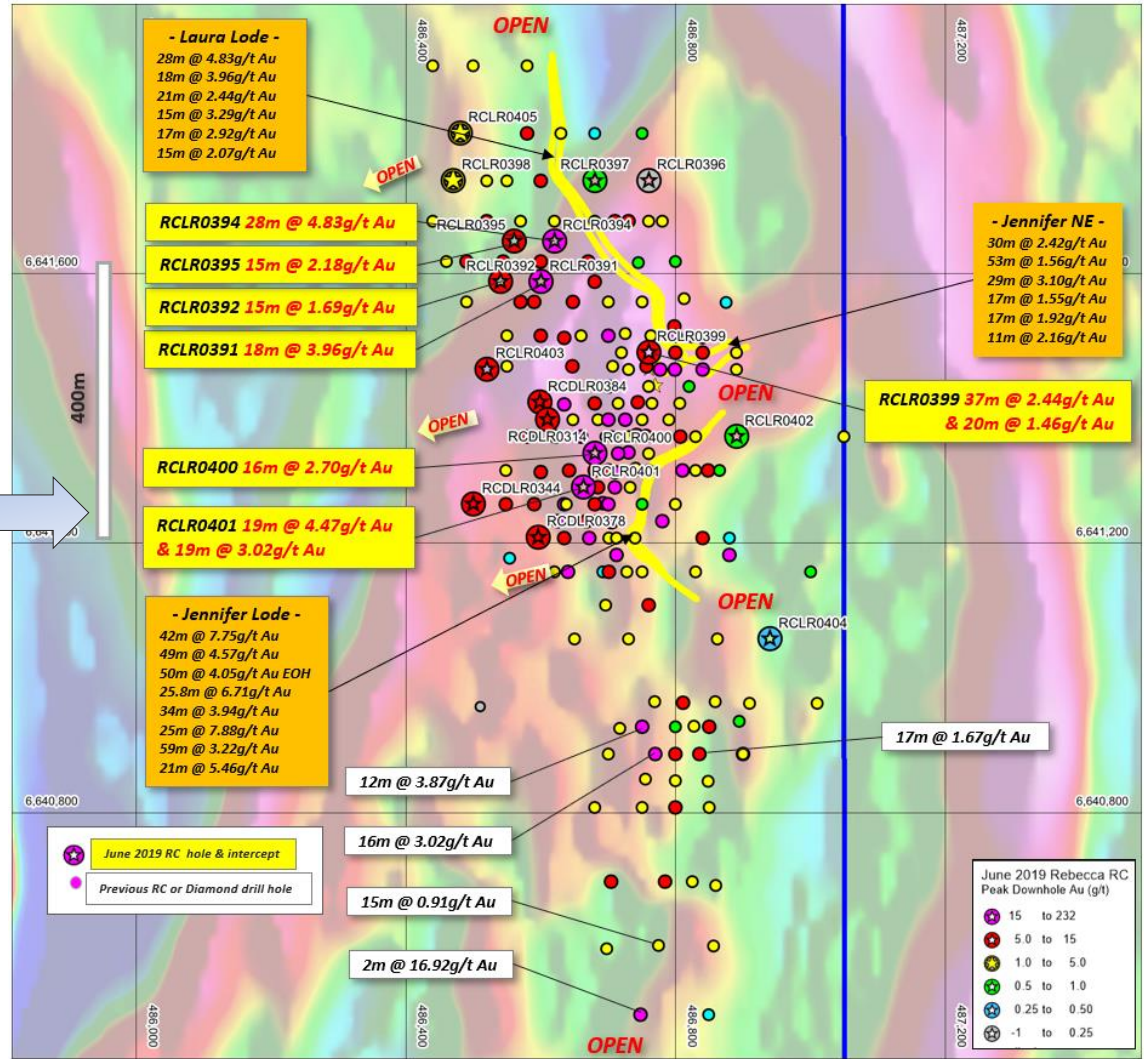 OPEN
486,400
486,800
487,200
- Laura Lode -
28m @ 4.83g/t Au
18m @ 3.96g/t Au
21m @ 2.44g/t Au
15m @ 3.29g/t Au
17m @ 2.92g/t Au
15m @ 2.07g/t Au
RCLR0405
OPEN
RCLR0398
RCLR0397
RCLR0396
RCLR0394 28m @ 4.83g/t Au
RCLR0395
RCLR0394
- Jennifer NE -
30m @ 2.42g/t Au
53m @ 1.56g/t Au
29m @ 3.10g/t Au
17m @ 1.55g/t Au
17m @ 1.92g/t Au
11m @ 2.16g/t Au
6,641,600
RCLR0395 15m @ 2.18g/t Au
RCLR0392
RCLR0391
RCLR0392 15m @ 1.69g/t Au
RCLR0391 18m @ 3.96g/t Au
RCLR0399
RCLR0403
400m
RCDLR0384
OPEN
RCLR0399 37m @ 2.44g/t Au
& 20m @ 1.46g/t Au
OPEN
RCDLR0314
RCLR0400
RCLR0402
RCLR0400 16m @ 2.70g/t Au
RCLR0401
RCDLR0344
RCLR0401 19m @ 4.47g/t Au
& 19m @ 3.02g/t Au
RCDLR0378
6,641,200
OPEN
OPEN
- Jennifer Lode -
42m @ 7.75g/t Au
49m @ 4.57g/t Au
50m @ 4.05g/t Au EOH
25.8m @ 6.71g/t Au
34m @ 3.94g/t Au
25m @ 7.88g/t Au
59m @ 3.22g/t Au
21m @ 5.46g/t Au
RCLR0404
17m @ 1.67g/t Au
12m @ 3.87g/t Au
6,640,800
6,640,800
16m @ 3.02g/t Au
June 2019 RC hole & intercept
Previous RC or Diamond drill hole
15m @ 0.91g/t Au
2m @ 16.92g/t Au
June 2019 Rebecca RC
Peak Downhole Au (g/t)
15 to 232
5.0 to 15
1.0 to 5.0
0.5 to 1.0
0.25 to 0.50
-1 to 0.25
486,000
486,400
486,800
487,200
OPEN